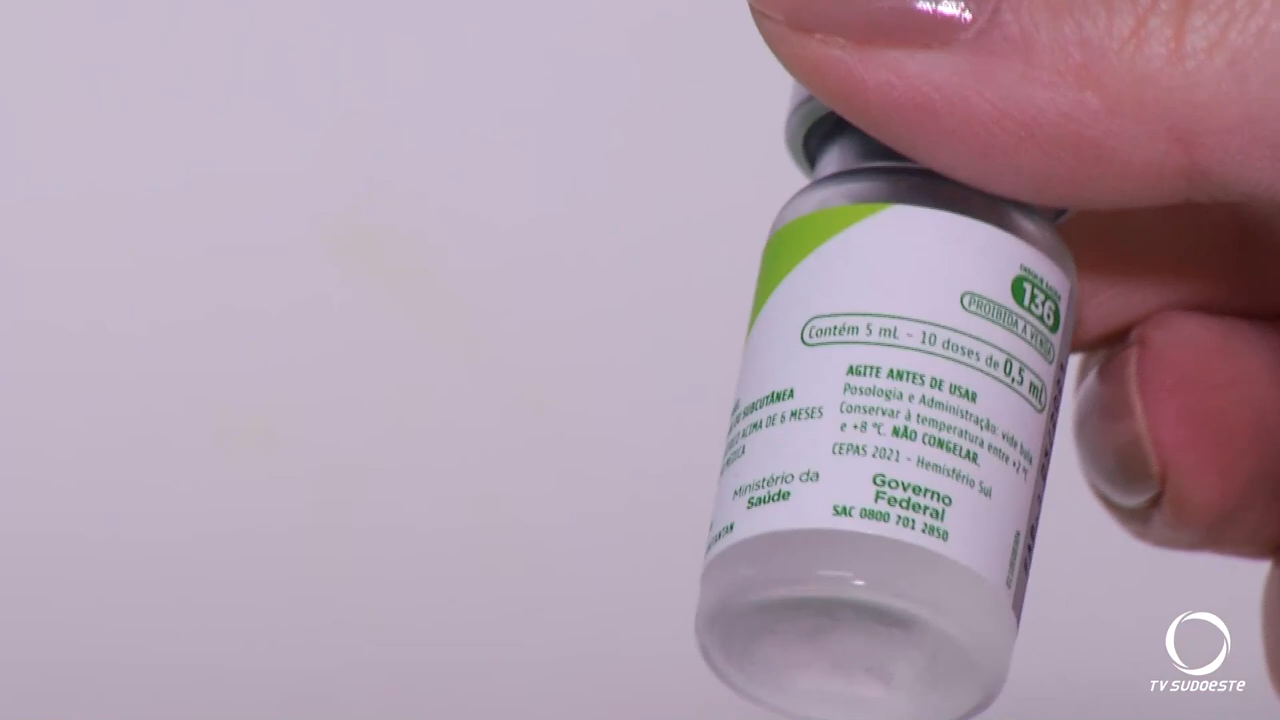 DISQUE SAÚDE
136
PROIBIDA A VENDA
Contém 5 mL - 10 doses de 0,5 mL
AGITE ANTES DE USAR
Posologia e Administração: vide bula
Conservar à temperatura entre +2 °C
e +8 °C. NÃO CONGELAR.
CEPAS 2021 - Hemisfério Sul
SUBCUTÂNEA
ACIMA DE 6 MESES
Ministério da
Saúde
Governo
Federal
SAC 0800 701 2850
TV SUDOESTE